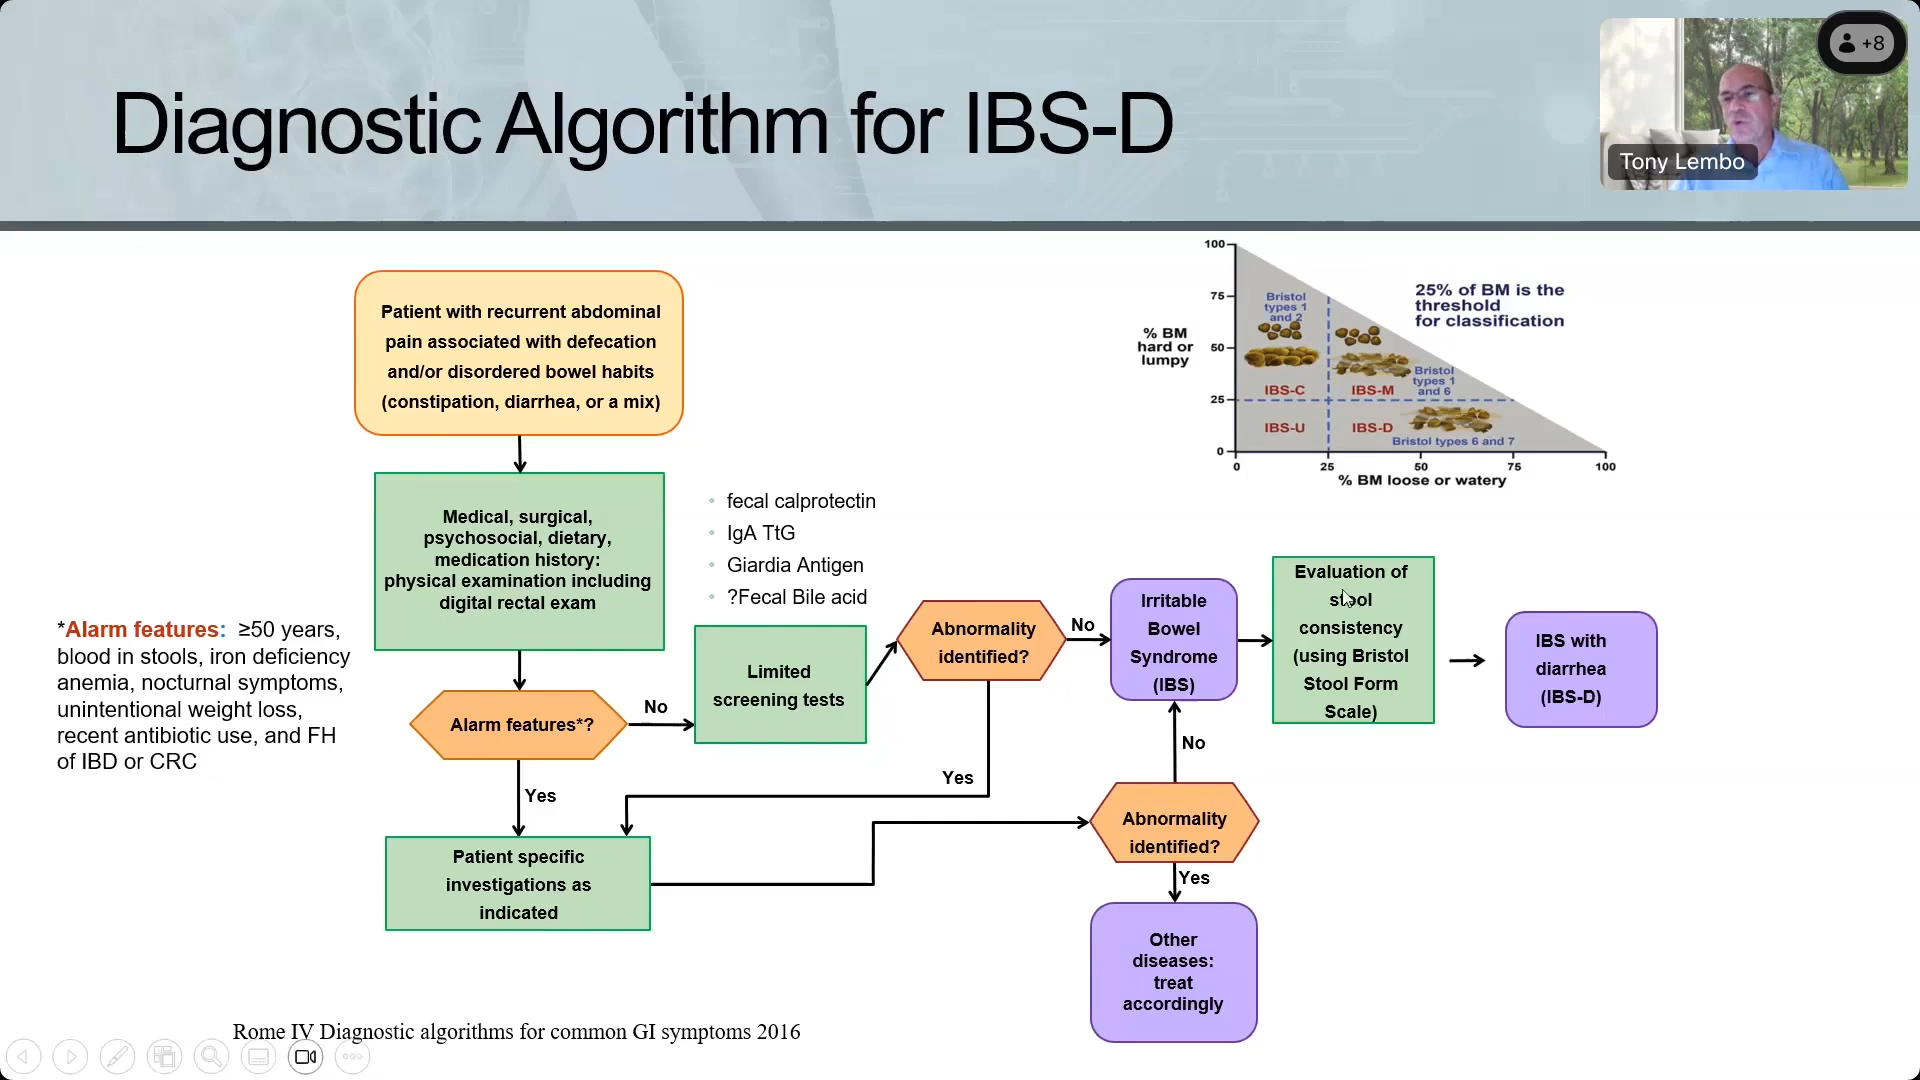 Diagnostic Algorithm for IBS-D
+8
Tony Lembo
Patient with recurrent abdominal
pain associated with defecation
and/or disordered bowel habits
(constipation, diarrhea, or a mix)
Medical, surgical,
psychosocial, dietary,
medication history:
physical examination including
digital rectal exam
fecal calprotectin
IgA TtG
Giardia Antigen
?Fecal Bile acid
*Alarm features: ≥50 years,
blood in stools, iron deficiency
anemia, nocturnal symptoms,
unintentional weight loss,
recent antibiotic use, and FH
of IBD or CRC
Alarm features*?
No
Limited
screening tests
Abnormality
identified?
No
Irritable
Bowel
Syndrome
(IBS)
Evaluation of
stool
consistency
(using Bristol
Stool Form
Scale)
IBS with
diarrhea
(IBS-D)
Yes
Yes
Patient specific
investigations as
indicated
No
Abnormality
identified?
Yes
Other
diseases:
treat
accordingly
% BM
hard or
lumpy
100
75
50
25
0
Bristol
types 1
and 2
25% of BM is the
threshold
for classification
Bristol
types 1
and 6
IBS-C
IBS-M
IBS-U
IBS-D
Bristol types 6 and 7
0
25
50
75
100
% BM loose or watery
Rome IV Diagnostic algorithms for common GI symptoms 2016